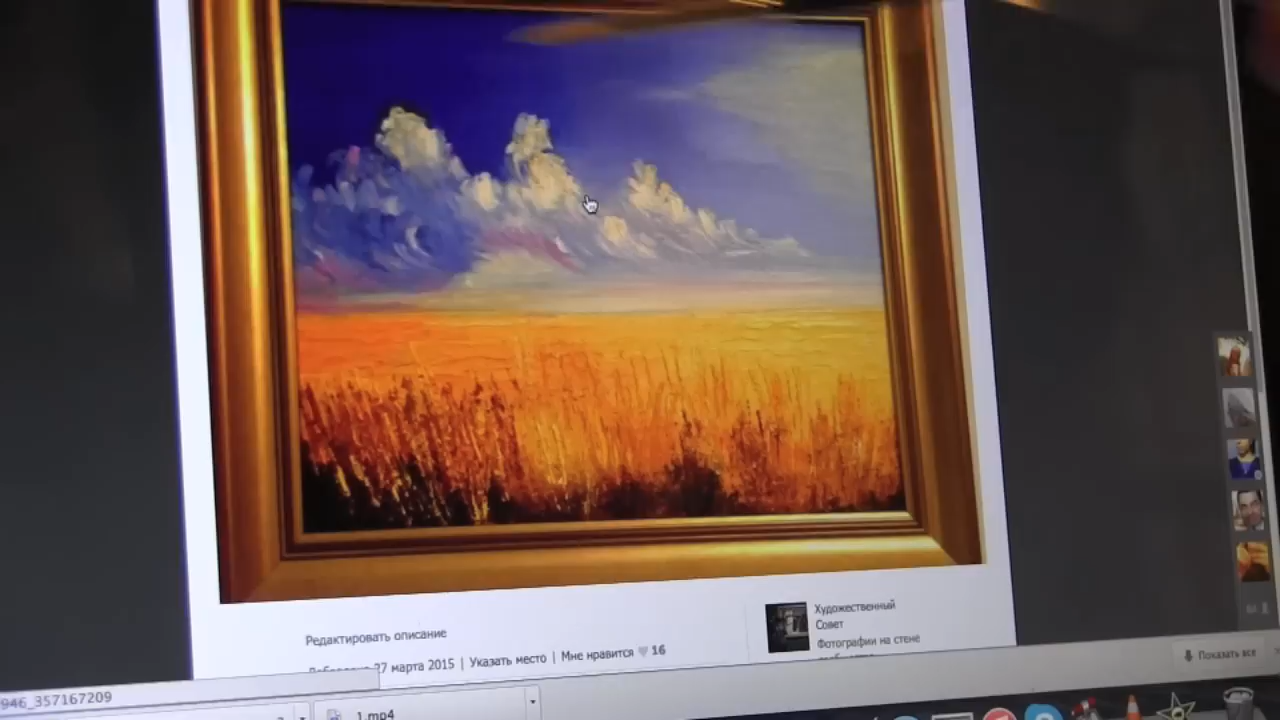 Редактировать описание
27 марта 2015 | Указать место | Мне нравится 16
Художественный
Совет
Фотографии на стене
946_357167209
Показать все
1.mp4